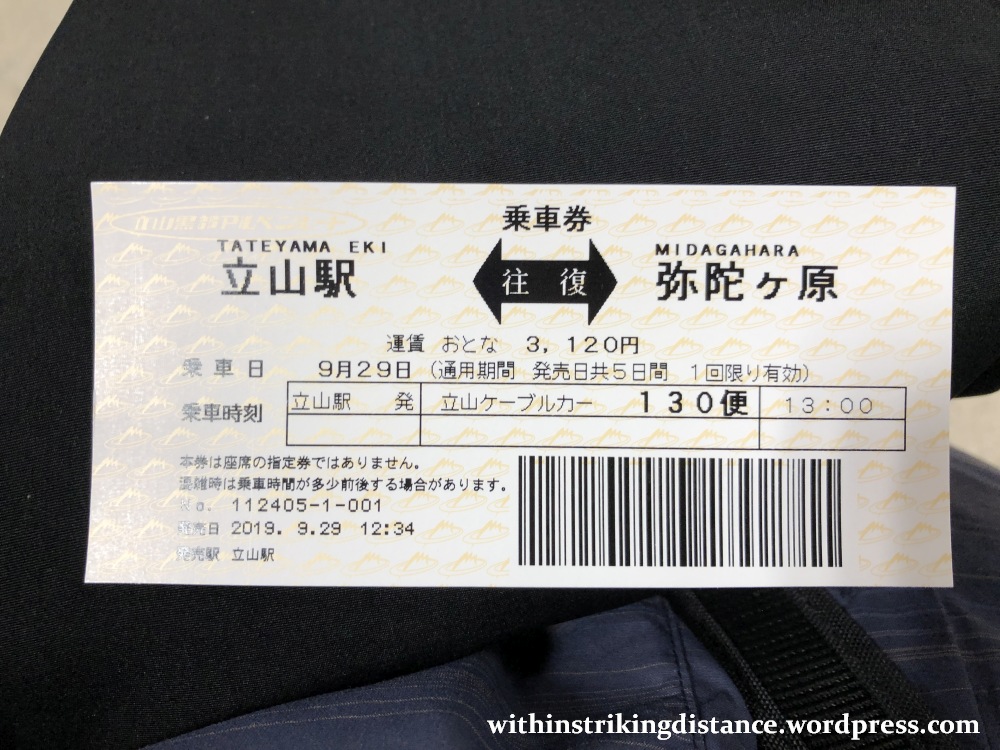 乗車券
TATEYAMA EKI MIDAGAHARA
立山駅 往復 弥陀ヶ原
運賃 おとな 3,120円
乗車日 9月29日 (通用期間 発売日共5日間 1回限り有効)
乗車時刻 立山駅 発 立山ケーブルカー 130便 13:00
本券は座席の指定券ではありません。
混雑時は乗車時間が多少前後する場合があります。
No. 112405-1-001
発売日 2019. 9.29 12:34
発売駅 立山駅
withinstrikingdistance.wordpress.com